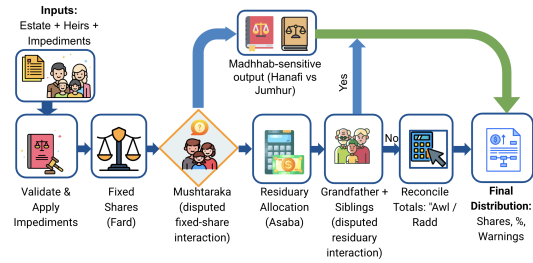 Inputs:
Estate + Heirs +
Impediments
Madhhab-sensitive
output (Hanafi vs
Jumhur)
Yes
No
Validate &
Apply
Impediments
Fixed
Shares
(Fard)
Mushtaraka
(disputed
fixed-share
interaction)
Residuary
Allocation
(Asaba)
Grandfather +
Siblings
(disputed
residuary
interaction)
Reconcile
Totals: "Awl /
Radd
Final
Distribution:
Shares, %,
Warnings